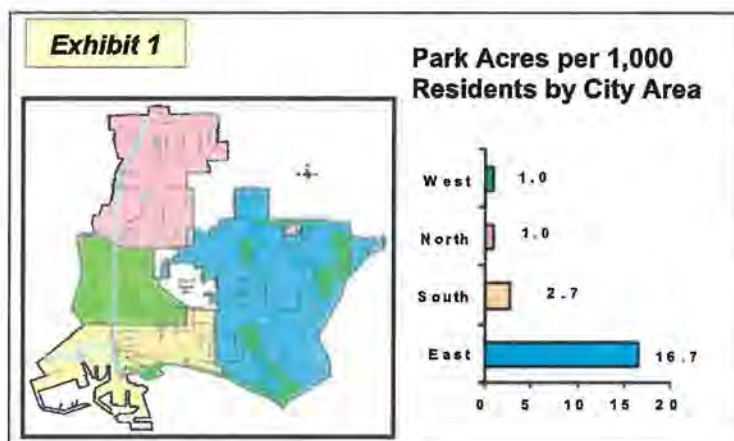 Exhibit 1
Park Acres per 1,000
Residents by City Area
West 1.0
North 1.0
South 2.7
East 16.7
0 5 10 15 20